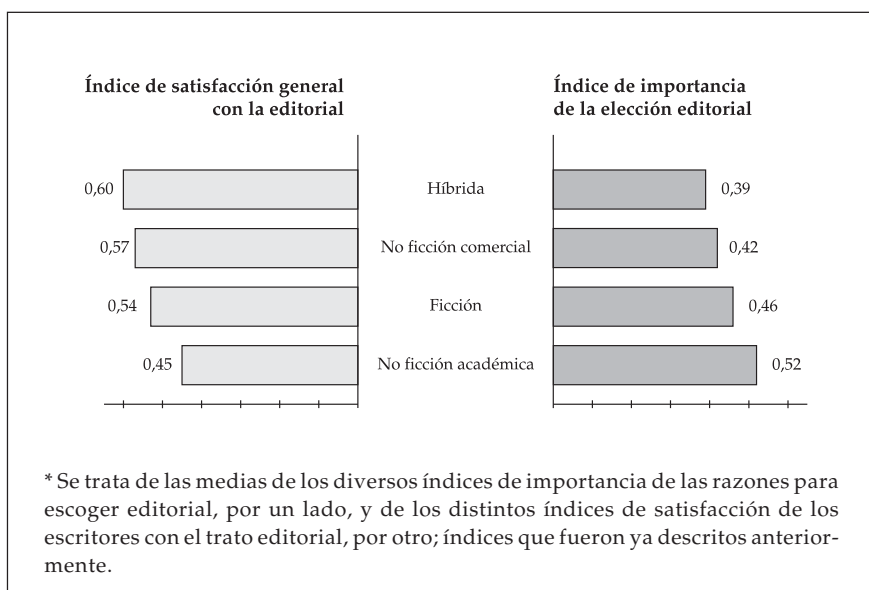 Índice de satisfacción general
con la editorial
Índice de importancia
de la elección editorial
0,60 Híbrida 0,39
0,57 No ficción comercial 0,42
0,54 Ficción 0,46
0,45 No ficción académica 0,52
* Se trata de las medias de los diversos índices de importancia de las razones para
escoger editorial, por un lado, y de los distintos índices de satisfacción de los
escritores con el trato editorial, por otro; índices que fueron ya descritos anterior-
mente.